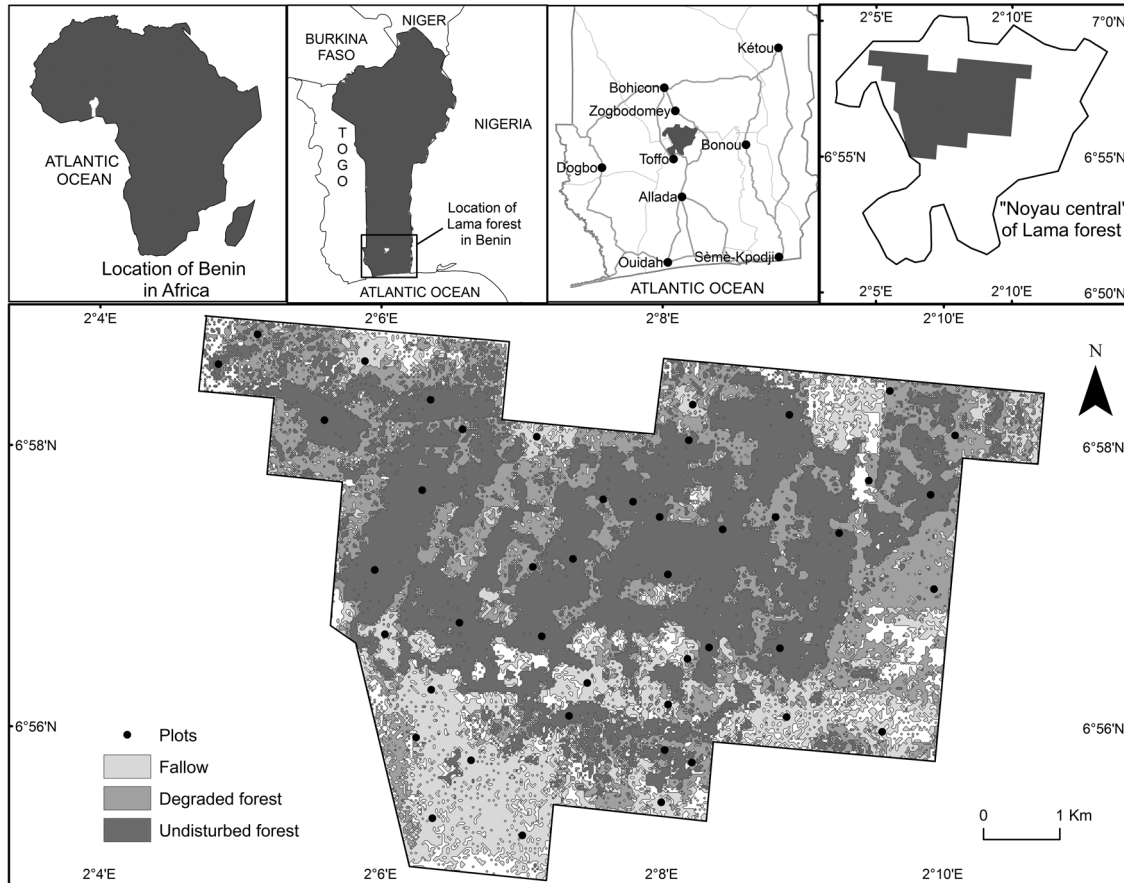 ATLANTIC
OCEAN
Location of Benin
in Africa
NIGER
BURKINA
FASO
NIGERIA
T
O
G
O
Location of
Lama forest
in Benin
ATLANTIC OCEAN
Kétou
Bohicon
Zogbodomey
Bonou
Toffo
Dogbo
Allada
Ouidah
Sèmè-Kpodji
ATLANTIC OCEAN
2°5'E 2°10'E
7°0'N
6°55'N 6°55'N
"Noyau central"
of Lama forest
2°5'E 2°10'E
6°50'N
2°4'E 2°6'E 2°8'E 2°10'E
N
6°58'N 6°58'N
6°56'N 6°56'N
Plots
Fallow
Degraded forest
Undisturbed forest
0 1 Km
2°4'E 2°6'E 2°8'E 2°10'E